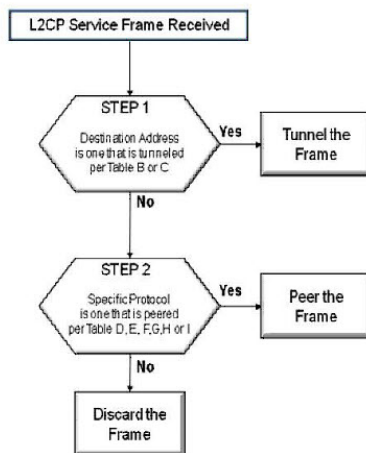 L2CP Service Frame Received
STEP 1
Destination Address
is one that is tunneled
per Table B or C
Yes
Tunnel the
Frame
No
STEP 2
Specific Protocol
is one that is peered
per Table D, E, F,G,H or I
Yes
Peer the
Frame
No
Discard the
Frame